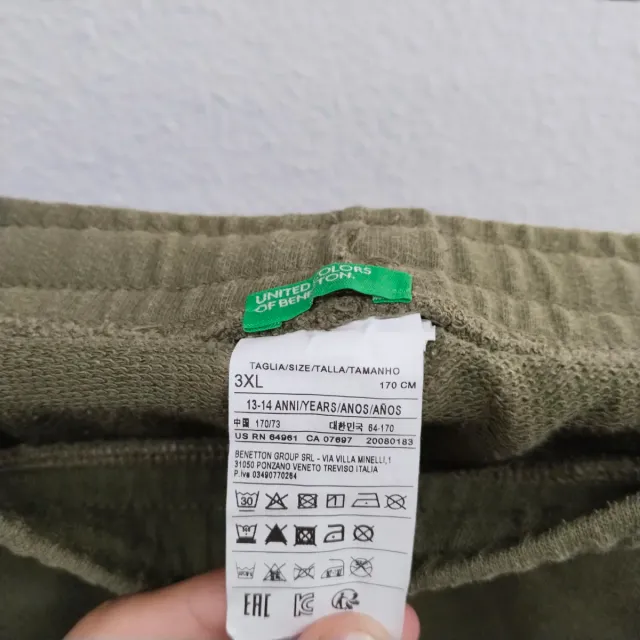 UNITED COLORS
OF BENETTON.
TAGLIA/SIZE/TALLA/TAMANHO
3XL 170 CM
13-14 ANNI/YEARS/ANOS/AÑOS
中国 170/73 대한민국 64-170
US RN 64961 CA 07697 20080183
BENETTON GROUP SRL - VIA VILLA MINELLI,1
31050 PONZANO VENETO TREVISO ITALIA
P.Iva 03490770264
30
EAC